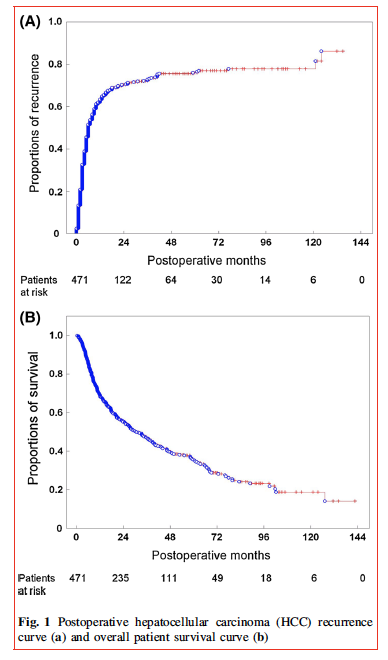 (A)
Proportions of recurrence
1.0
0.8
0.6
0.4
0.2
0
0 24 48 72 96 120 144
Postoperative months
Patients at risk 471 122 64 30 14 6 0
(B)
Proportions of survival
1.0
0.8
0.6
0.4
0.2
0
0 24 48 72 96 120 144
Postoperative months
Patients at risk 471 235 111 49 18 6 0
Fig. 1 Postoperative hepatocellular carcinoma (HCC) recurrence
curve (a) and overall patient survival curve (b)